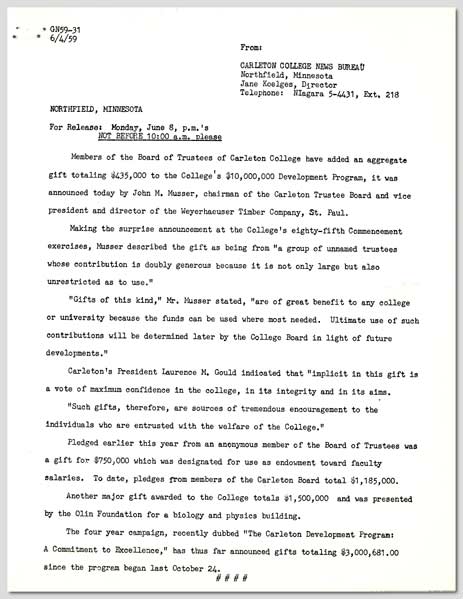 * GN59-31
* * 6/4/59
From:
CARLETON COLLEGE NEWS BUREAU
Northfield, Minnesota
Jane Koelges, Director
Telephone: NIagara 5-4431, Ext. 218
NORTHFIELD, MINNESOTA
For Release: Monday, June 8, p.m.'s
NOT BEFORE 10:00 a.m. please
Members of the Board of Trustees of Carleton College have added an aggregate
gift totaling $435,000 to the College's $10,000,000 Development Program, it was
announced today by John M. Musser, chairman of the Carleton Trustee Board and vice
president and director of the Weyerhaeuser Timber Company, St. Paul.
Making the surprise announcement at the College's eighty-fifth Commencement
exercises, Musser described the gift as being from "a group of unnamed trustees
whose contribution is doubly generous because it is not only large but also
unrestricted as to use."
"Gifts of this kind," Mr. Musser stated, "are of great benefit to any college
or university because the funds can be used where most needed. Ultimate use of such
contributions will be determined later by the College Board in light of future
developments."
Carleton's President Laurence M. Gould indicated that "implicit in this gift is
a vote of maximum confidence in the college, in its integrity and in its aims.
"Such gifts, therefore, are sources of tremendous encouragement to the
individuals who are entrusted with the welfare of the College."
Pledged earlier this year from an anonymous member of the Board of Trustees was
a gift for $750,000 which was designated for use as endowment toward faculty
salaries. To date, pledges from members of the Carleton Board total $1,185,000.
Another major gift awarded to the College totals $1,500,000 and was presented
by the Olin Foundation for a biology and physics building.
The four year campaign, recently dubbed "The Carleton Development Program:
A Commitment to Excellence," has thus far announced gifts totaling $3,000,681.00
since the program began last October 24.
# # # #